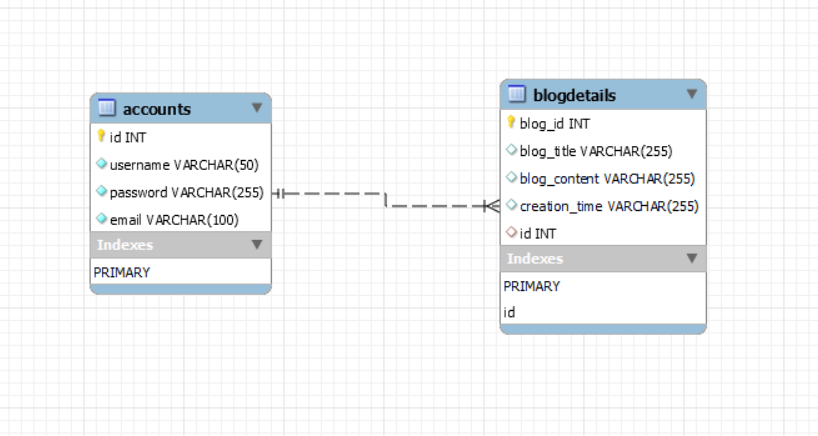 accounts
id INT
username VARCHAR(50)
password VARCHAR(255)
email VARCHAR(100)
Indexes
PRIMARY
blogdetails
blog_id INT
blog_title VARCHAR(255)
blog_content VARCHAR(255)
creation_time VARCHAR(255)
id INT
Indexes
PRIMARY
id